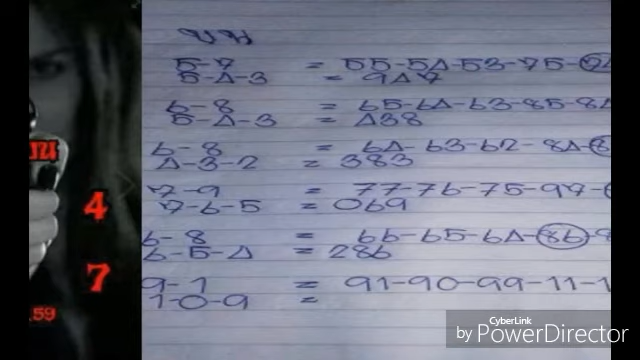 บน
5-7 = 55-54-53-75-74
5-4-3 = 947
6-8 = 65-64-63-85-84
5-4-3 = 438
6-8 = 64-63-62-84-8
4-3-2 = 383
7-9 = 77-76-75-97-
7-6-5 = 069
6-8 = 66-65-64-86-8
6-5-4 = 286
9-1 = 91-90-99-11-1
1-0-9 =
4
7
.59
CyberLink
by PowerDirector